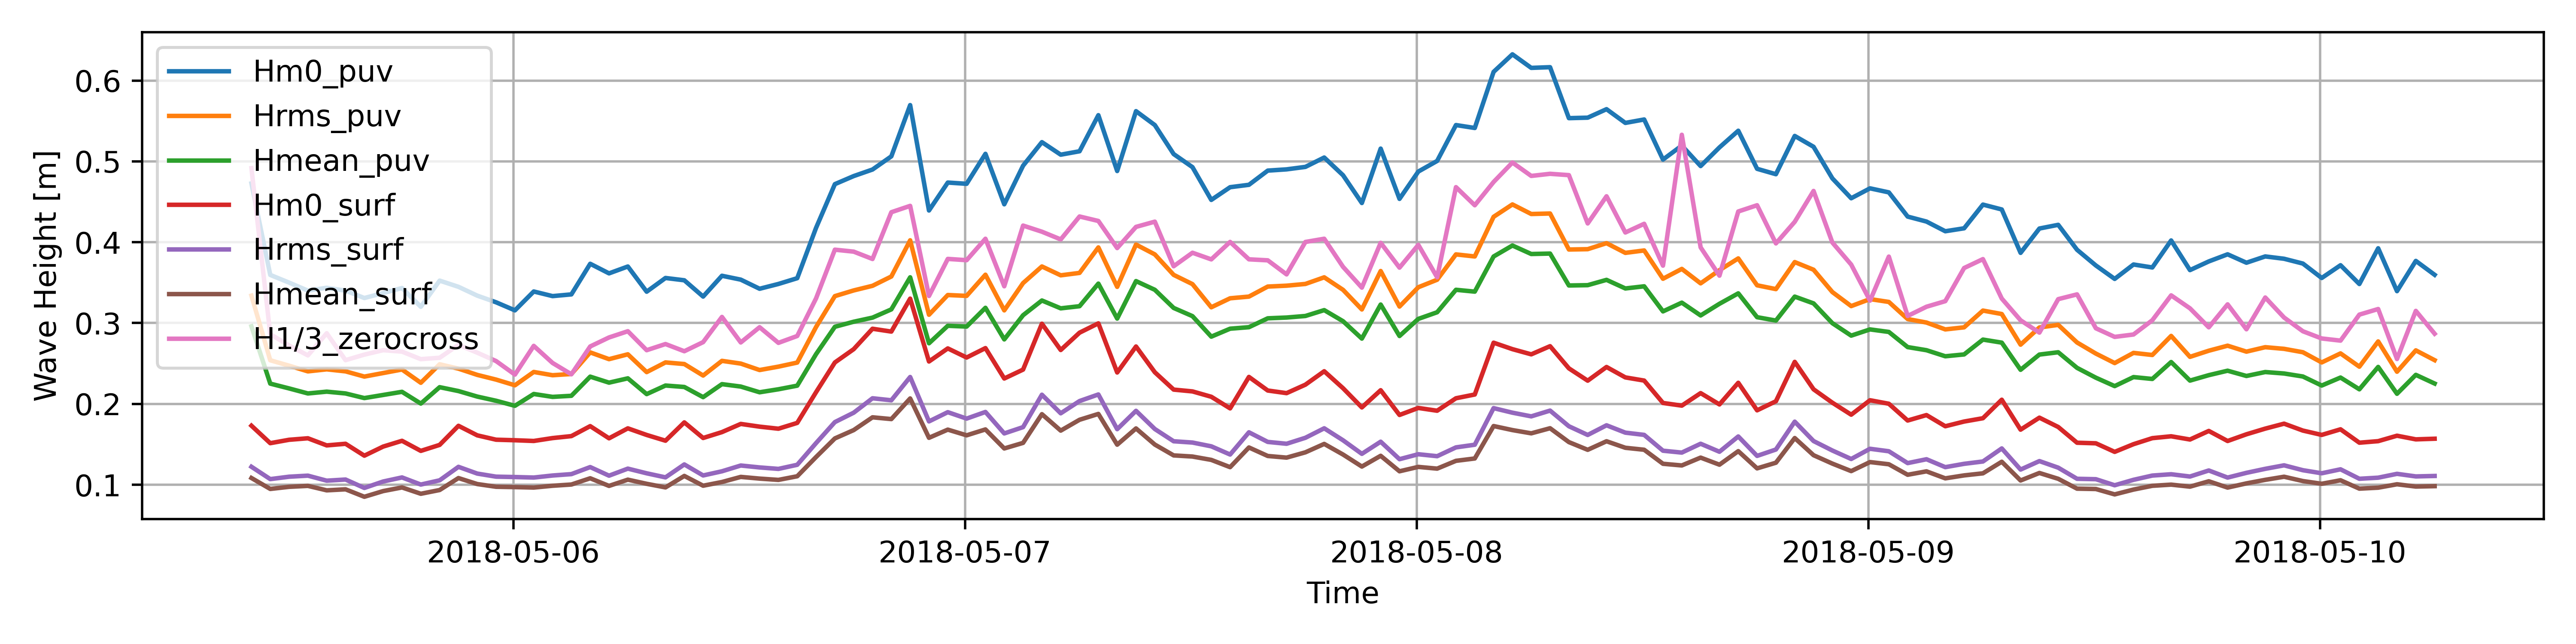 Hm0_puv
Hrms_puv
Hmean_puv
Hm0_surf
Hrms_surf
Hmean_surf
H1/3_zerocross
0.6
0.5
0.4
0.3
0.2
0.1
Wave Height [m]
2018-05-06 2018-05-07 2018-05-08 2018-05-09 2018-05-10
Time